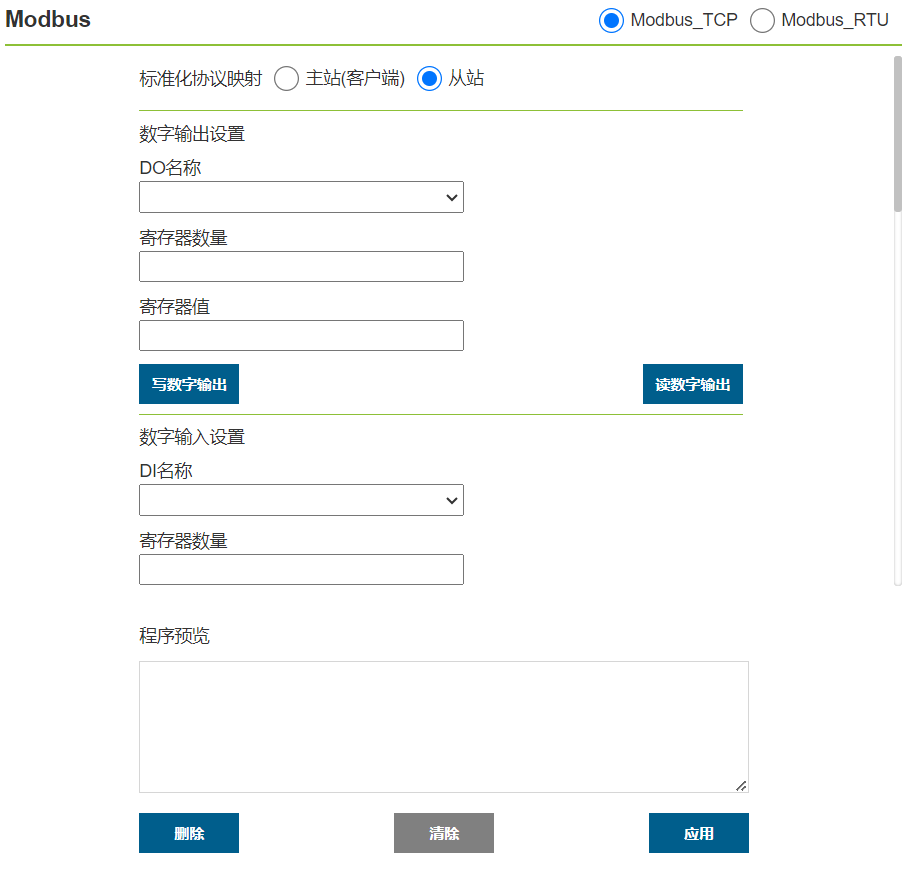 Modbus Modbus_TCP Modbus_RTU
标准化协议映射 主站(客户端) 从站
数字输出设置
DO名称
寄存器数量
寄存器值
写数字输出 读数字输出
数字输入设置
DI名称
寄存器数量
程序预览
删除 清除 应用